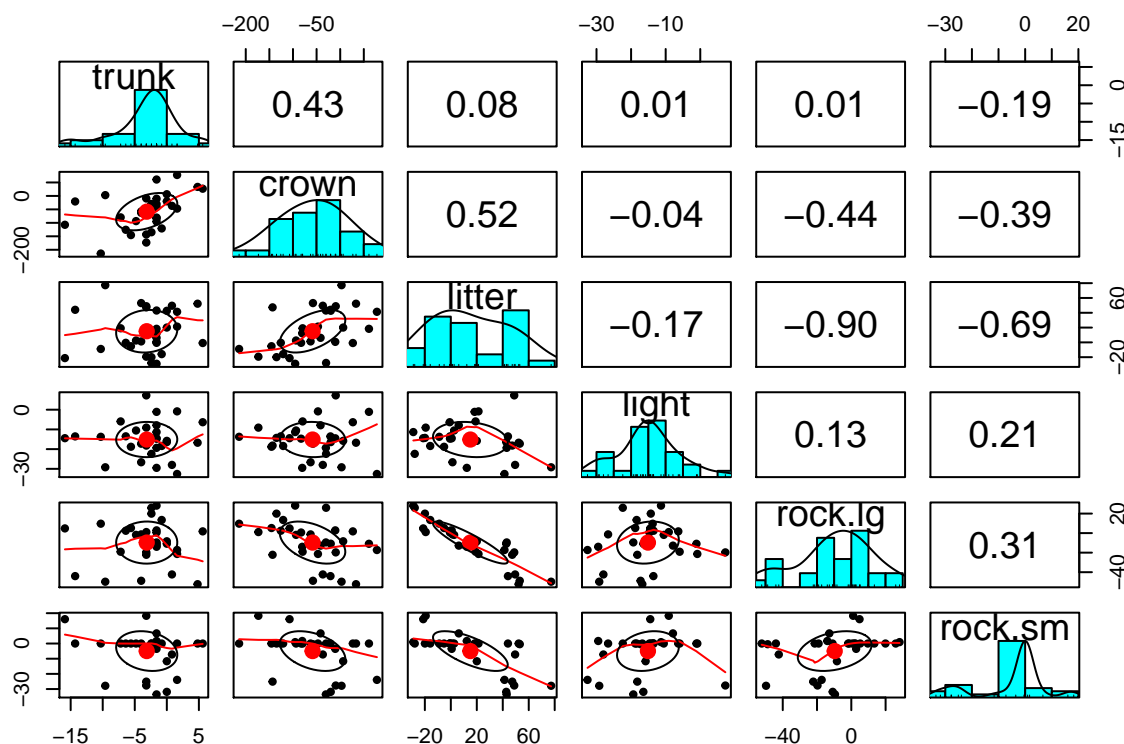 −200 −50 −30 −10 −30 0 20
trunk 0.43 0.08 0.01 0.01 −0.19 −15 0
−200 0 crown 0.52 −0.04 −0.44 −0.39
litter −0.17 −0.90 −0.69 −20 60
−30 0 light 0.13 0.21
rock.lg 0.31 −40 20
−30 0 rock.sm
−15 −5 5 −20 20 60 −40 0